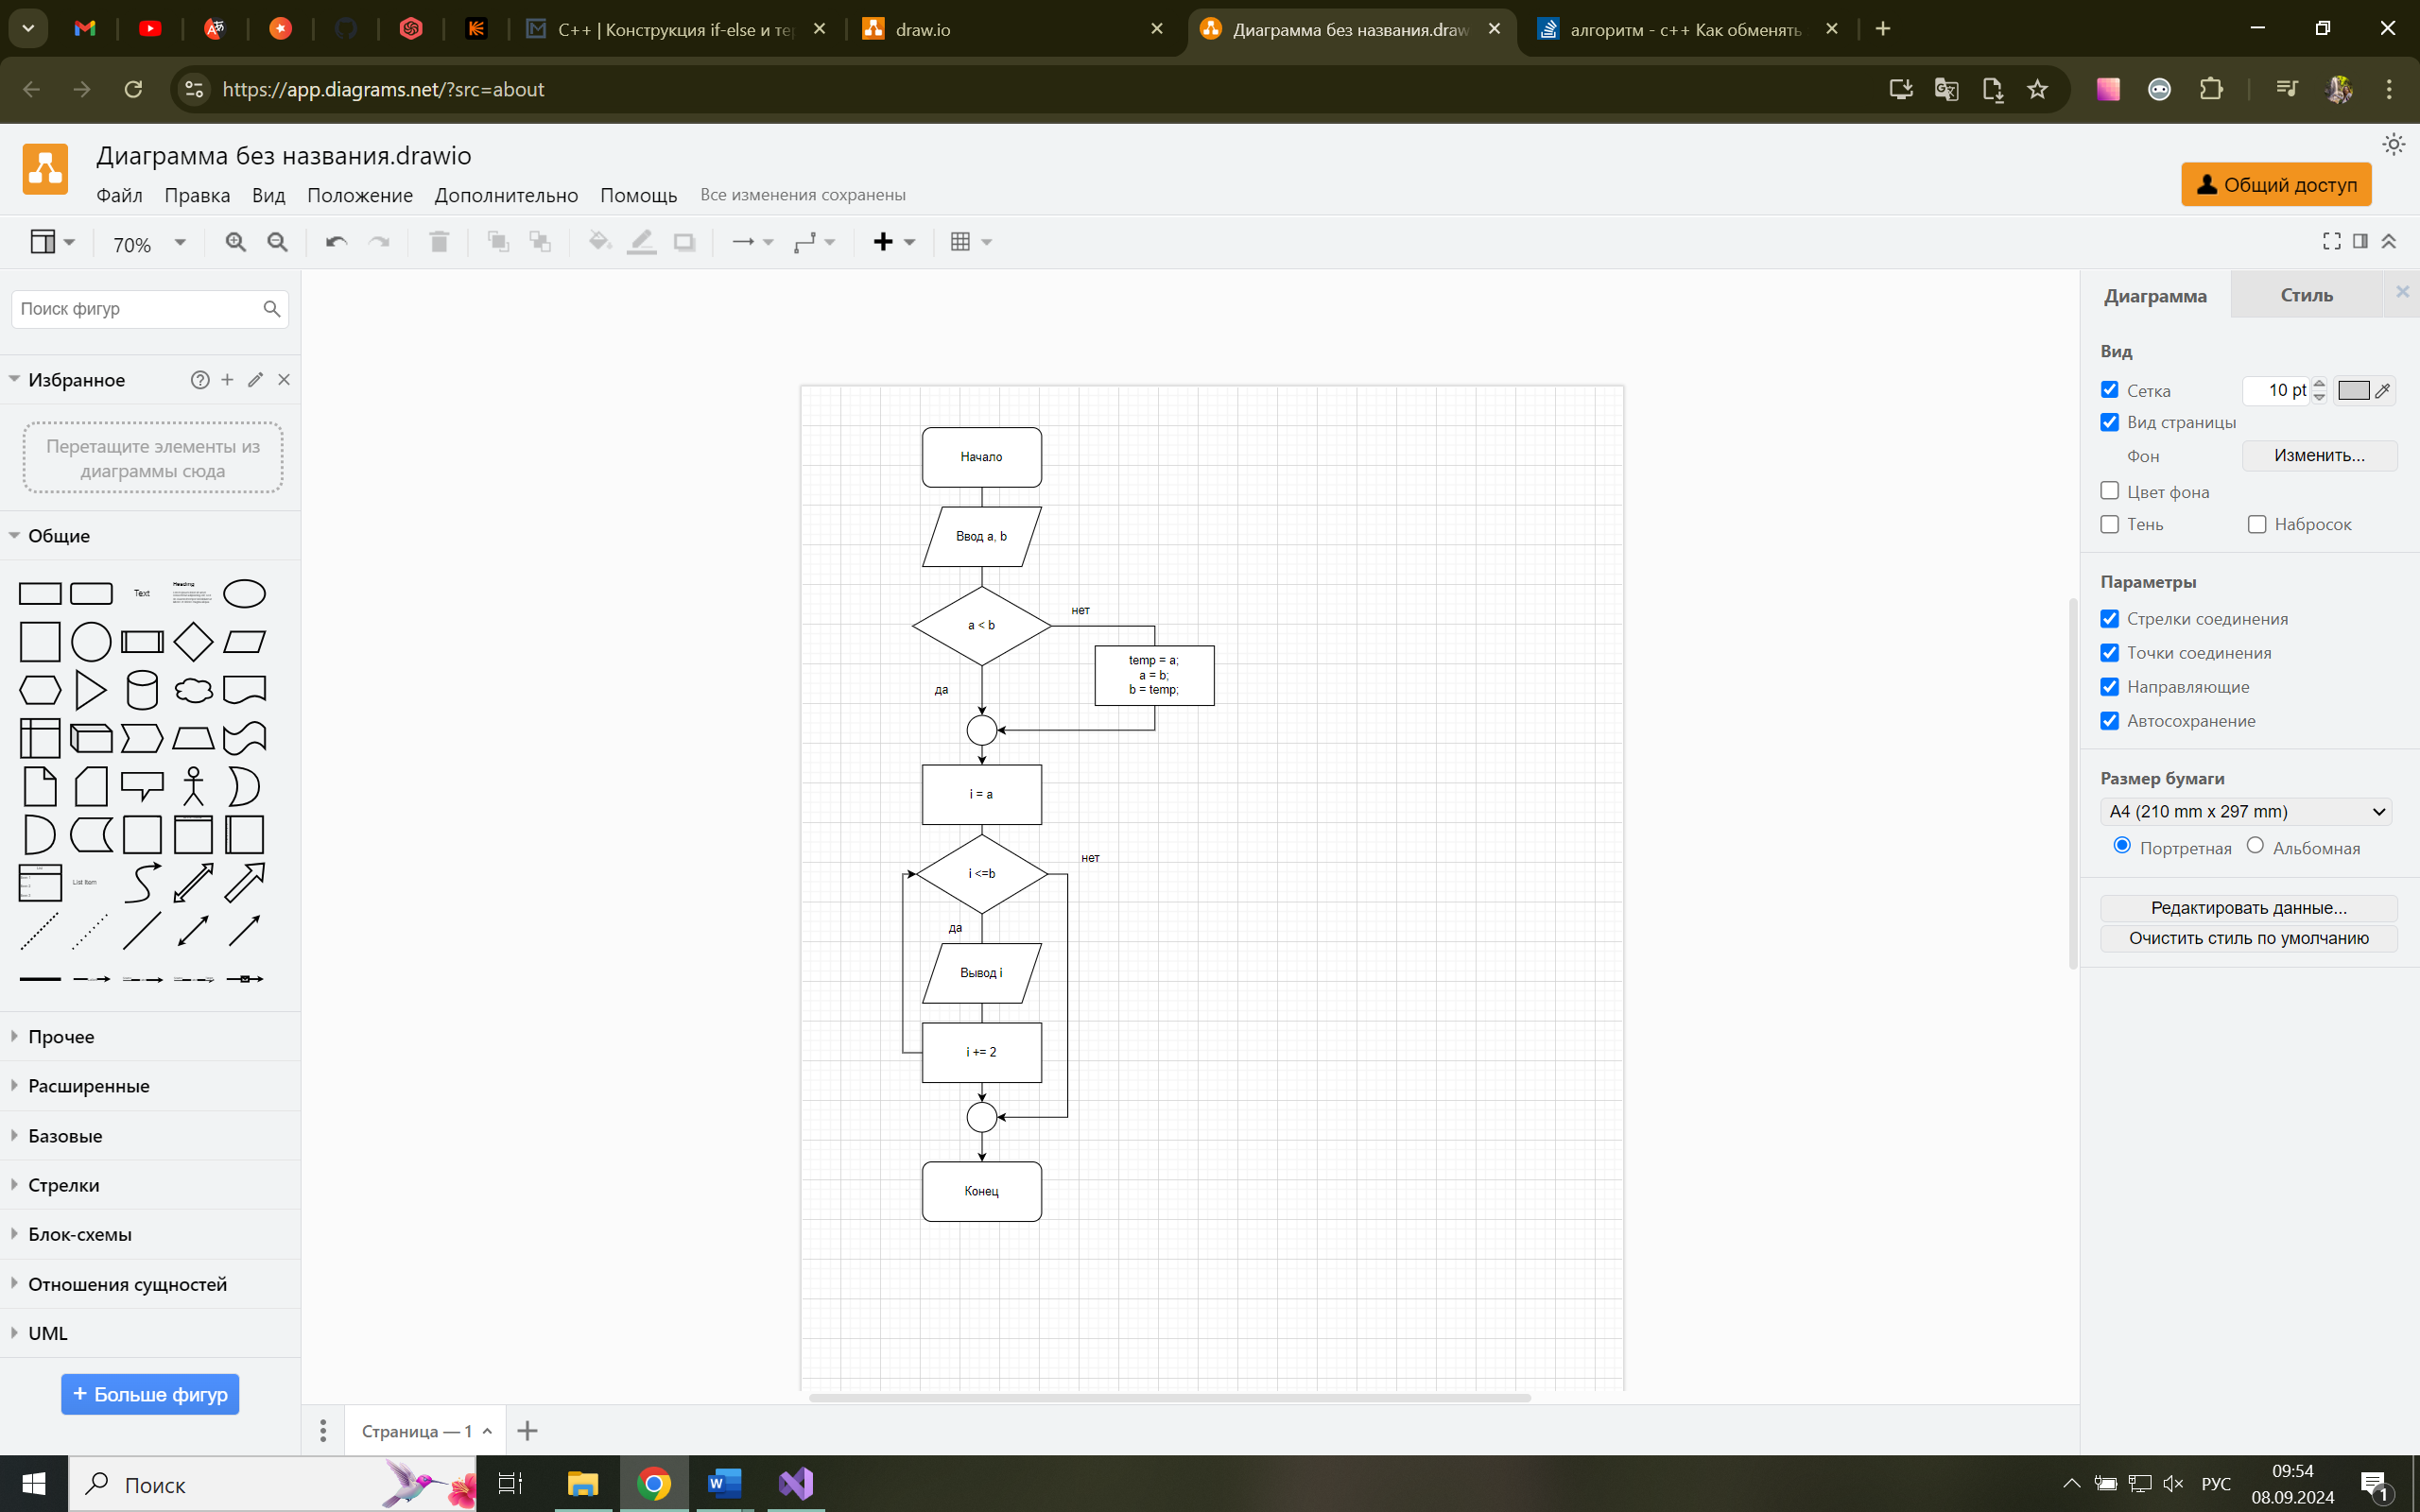 C++ | Конструкция if-else и тер
draw.io
Диаграмма без названия.draw
алгоритм - c++ Как обменять
https://app.diagrams.net/?src=about
Диаграмма без названия.drawio
Файл Правка Вид Положение Дополнительно Помощь Все изменения сохранены
Общий доступ
70%
Поиск фигур
Избранное
Перетащите элементы из
диаграммы сюда
Общие
Text
Heading
List Item
Прочее
Расширенные
Базовые
Стрелки
Блок-схемы
Отношения сущностей
UML
+ Больше фигур
Начало
Ввод a, b
a < b
нет
temp = a;
a = b;
b = temp;
да
i = a
i <=b
нет
да
Вывод i
i += 2
Конец
Диаграмма Стиль
Вид
Сетка 10 pt
Вид страницы
Фон Изменить...
Цвет фона
Тень Набросок
Параметры
Стрелки соединения
Точки соединения
Направляющие
Автосохранение
Размер бумаги
A4 (210 mm x 297 mm)
Портретная Альбомная
Редактировать данные...
Очистить стиль по умолчанию
Страница — 1
Поиск
РУС
09:54
08.09.2024
1